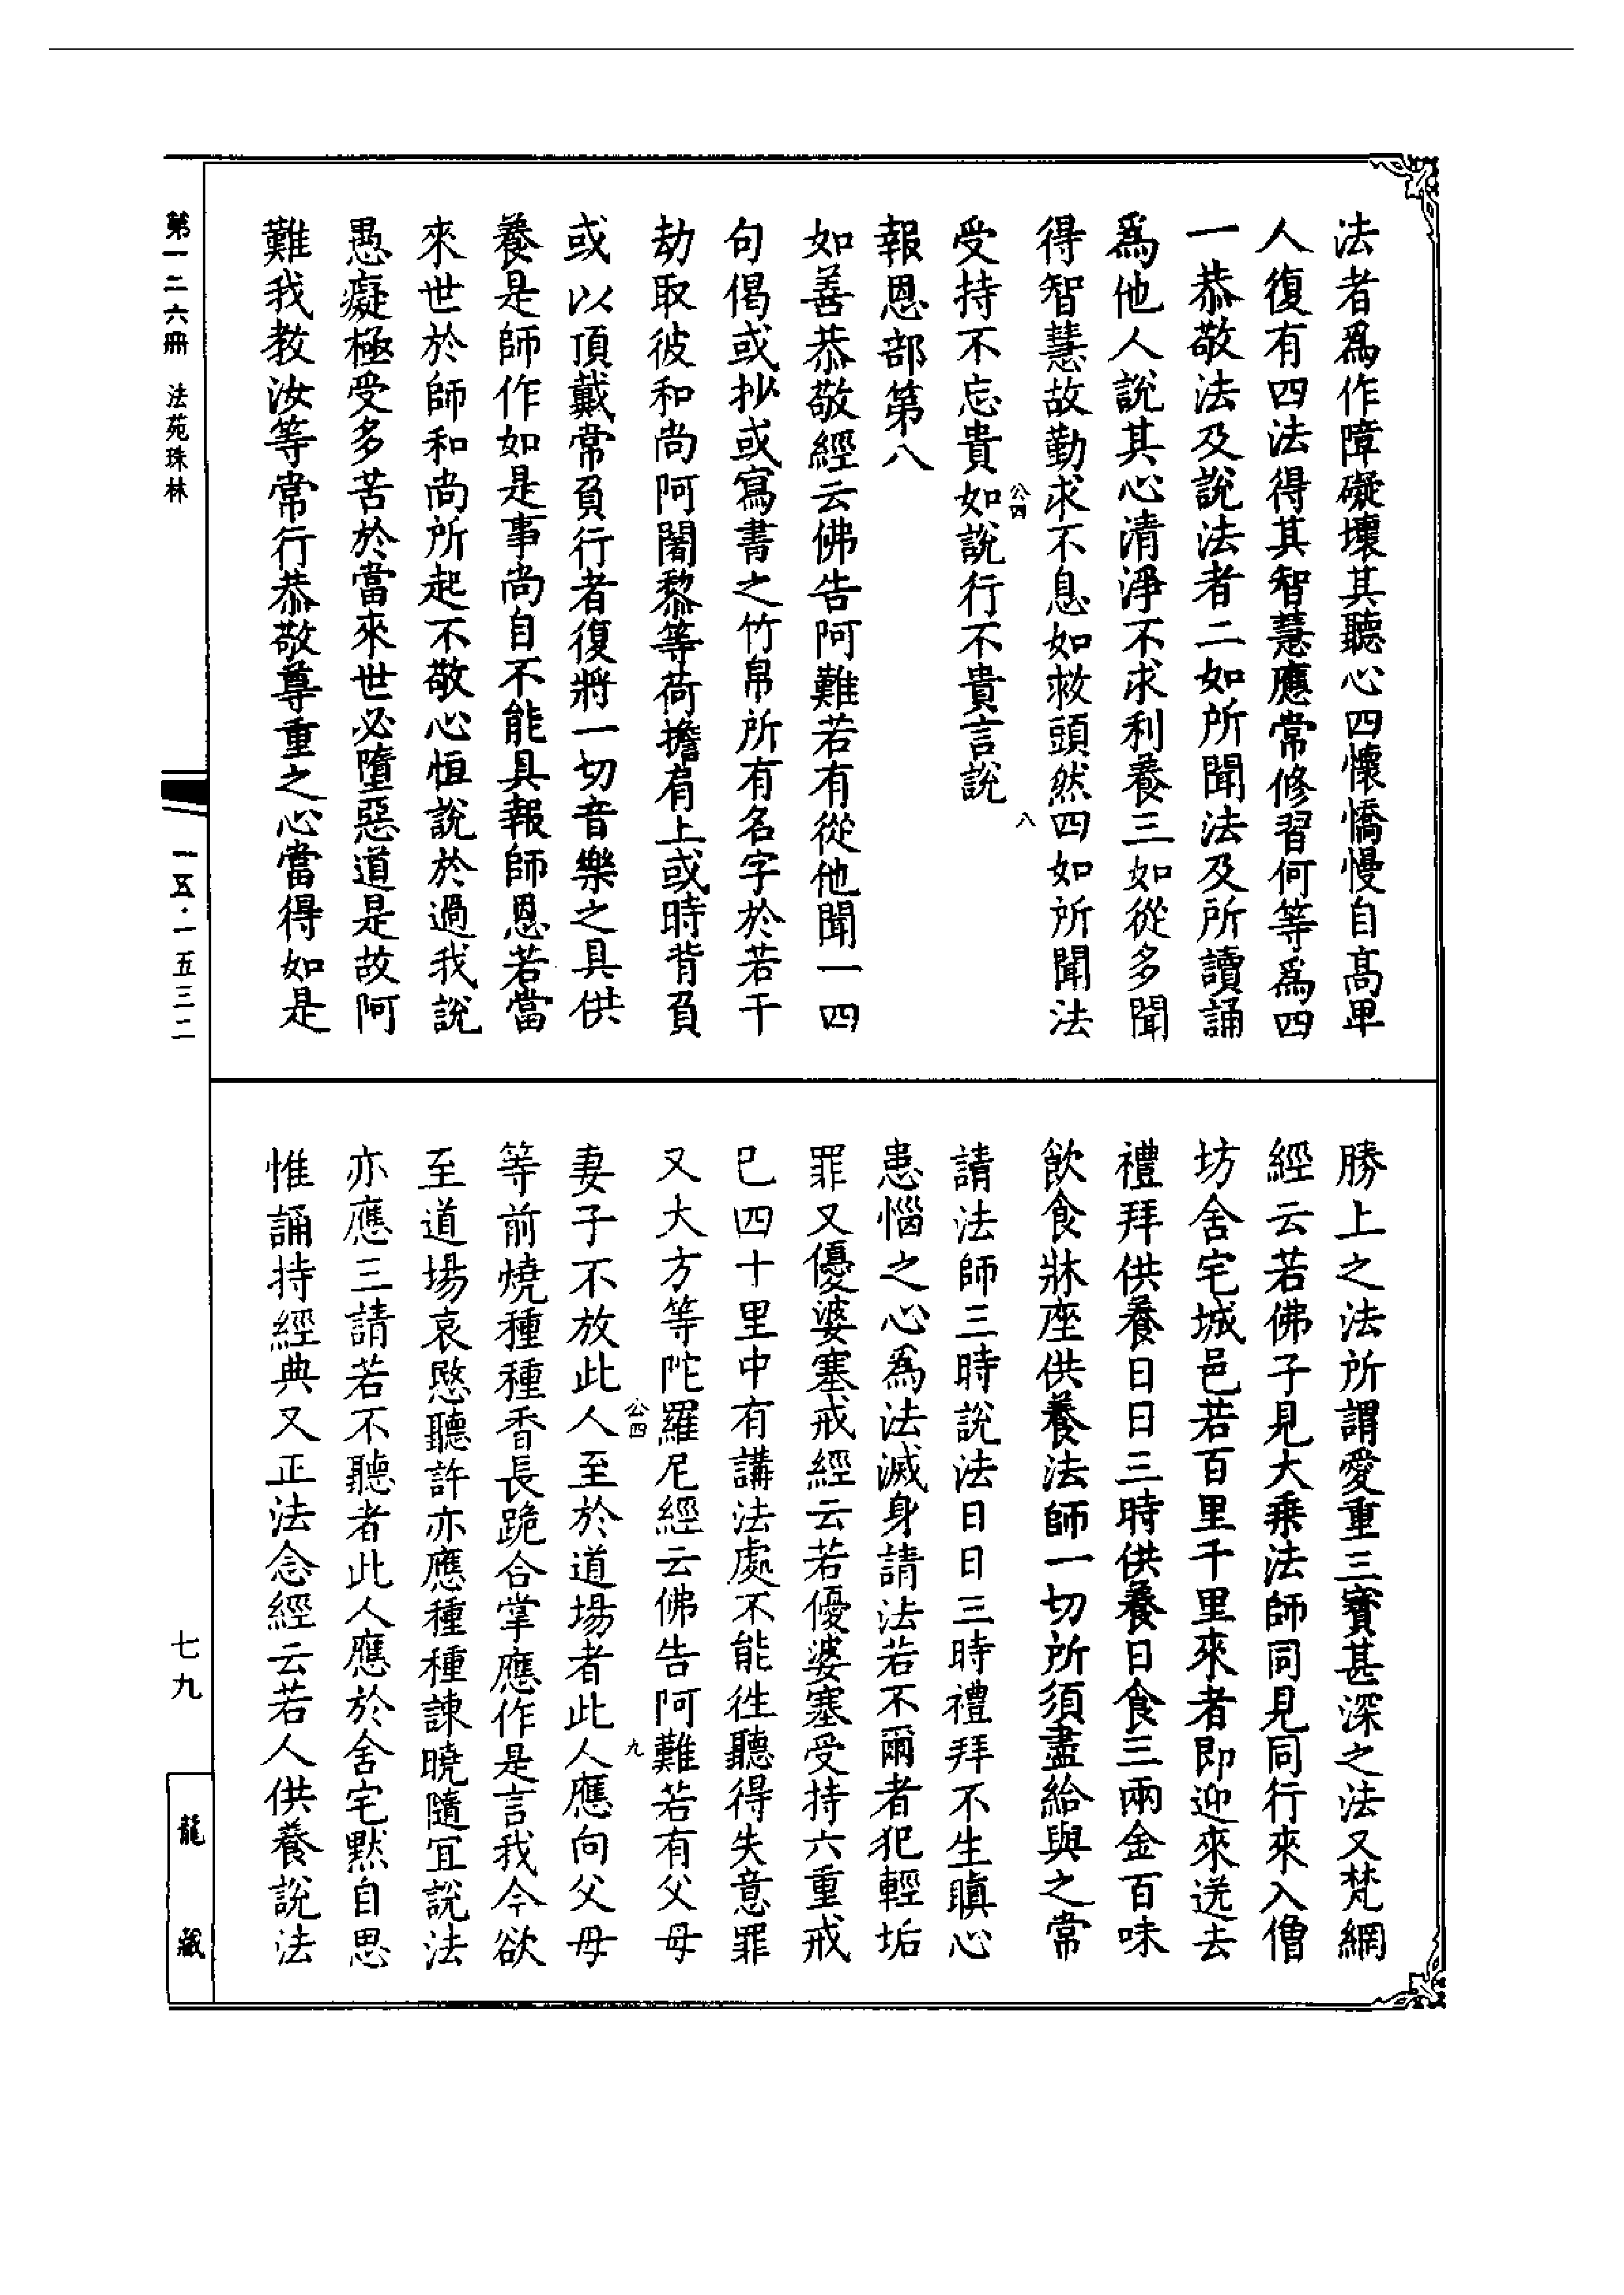 法者爲作障礙壞其聽心四懷憍慢自高卑
人復有四法得其智慧應常修習何等爲四
一恭敬法及說法者二如所聞法及所讀誦
爲他人說其心清淨不求利養三如從多聞
得智慧故勤求不息如救頭然四如所聞法
公四
八
受持不忘貴如說行不貴言說
報恩部第八
如善恭敬經云佛告阿難若有從他聞一四
句偈或抄或寫書之竹帛所有名字於若干
劫取彼和尚阿闍黎等荷擔肩上或時背負
或以頂戴常負行者復將一切音樂之具供
養是師作如是事尚自不能具報師恩若當
來世於師和尚所起不敬心恒說於過我說
愚癡極受多苦於當來世必墮惡道是故阿
難我教汝等常行恭敬尊重之心當得如是
勝上之法所謂愛重三寶甚深之法又梵網
經云若佛子見大乘法師同見同行來入僧
坊舍宅城邑若百里千里來者即迎來送去
禮拜供養日日三時供養日食三兩金百味
飲食牀座供養法師一切所須盡給與之常
請法師三時說法日日三時禮拜不生瞋心
患惱之心爲法滅身請法若不爾者犯輕垢
罪又優婆塞戒經云若優婆塞受持六重戒
已四十里中有講法處不能往聽得失意罪
又大方等陀羅尼經云佛告阿難若有父母
公四
九
妻子不放此人至於道場者此人應向父母
等前燒種種香長跪合掌應作是言我今欲
至道場哀愍聽許亦應種種諫曉隨宜說法
亦應三請若不聽者此人應於舍宅默自思
惟誦持經典又正法念經云若人供養說法
第一二六冊 法苑珠林
一五·一五三二
七九
龍藏